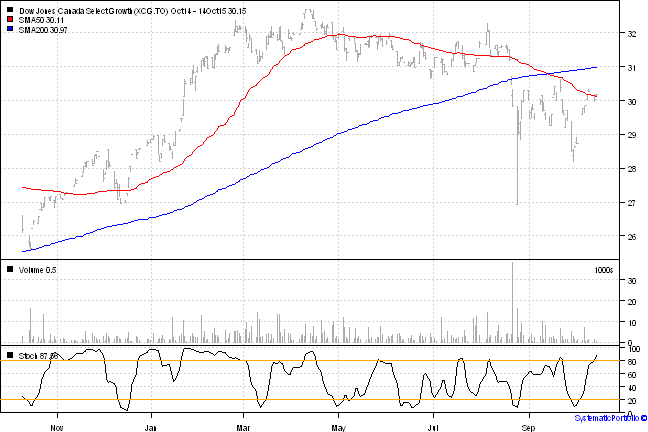 Dow Jones Canada Select Growth (XCG.TO) Oct14 - 14Oct15 30.15
SMA50 30.11
SMA200 30.97
32
31
30
29
28
27
26
Volume 0.5
1000s
30
20
10
0
Stoch 87.58
100
80
60
40
20
0
Nov
Jan
Mar
May
Jul
Sep
SystematicPortfolio ©